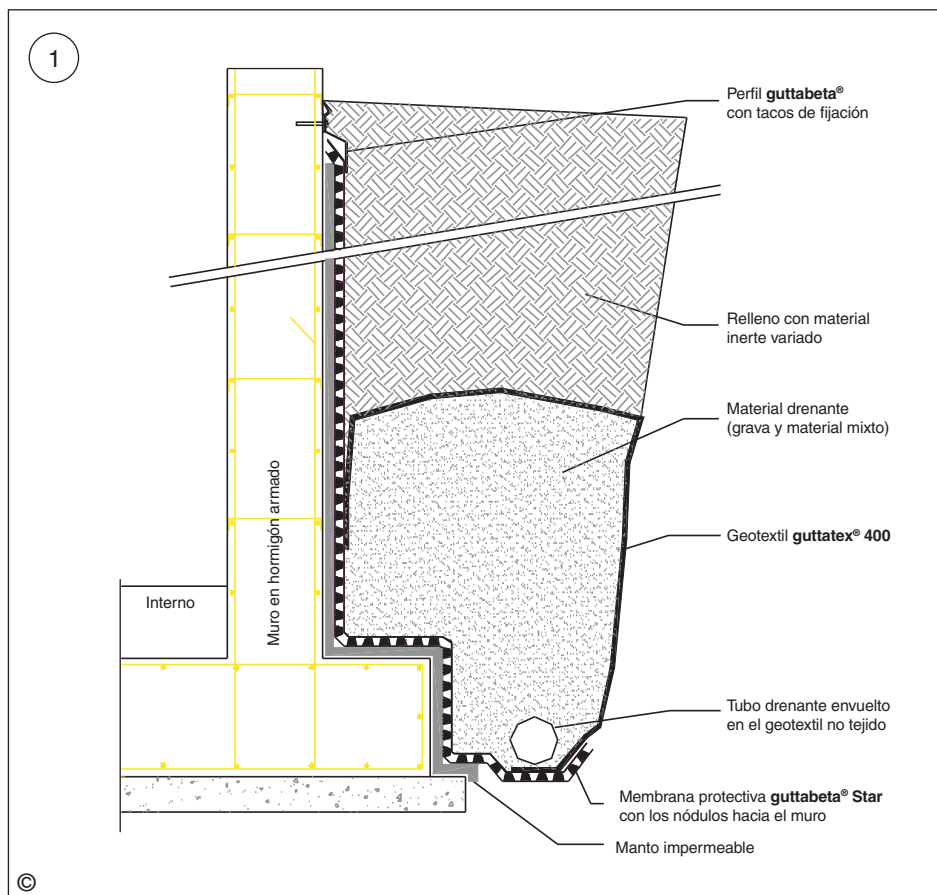 1
Perfil guttabeta®
con tacos de fijación
Relleno con material
inerte variado
Material drenante
(grava y material mixto)
Geotextil guttatex® 400
Muro en hormigón armado
Interno
Tubo drenante envuelto
en el geotextil no tejido
Membrana protectiva guttabeta® Star
con los nódulos hacia el muro
Manto impermeable
©